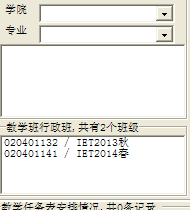 学院
专业
教学班行政班,共有2个班级
020401132 / IET2013秋
020401141 / IET2014春
教学任务表安排情况,共0条记录